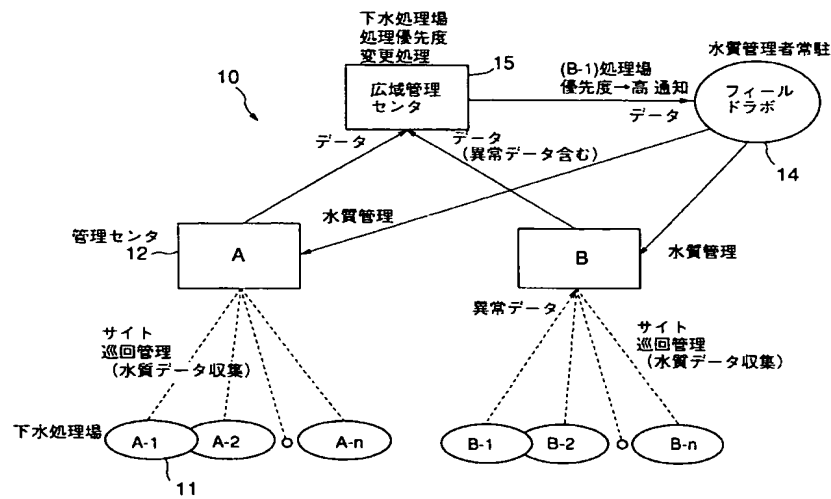 下水処理場
処理優先度
変更処理
10
広域管理
センタ
15
(B-1)処理場
優先度→高 通知
データ
水質管理者常駐
フィール
ドラボ
14
データ
データ
(異常データ含む)
水質管理
管理センタ
12
A
B
水質管理
異常データ
サイト
巡回管理
(水質データ収集)
サイト
巡回管理
(水質データ収集)
下水処理場
A-1
A-2
A-n
B-1
B-2
B-n
11